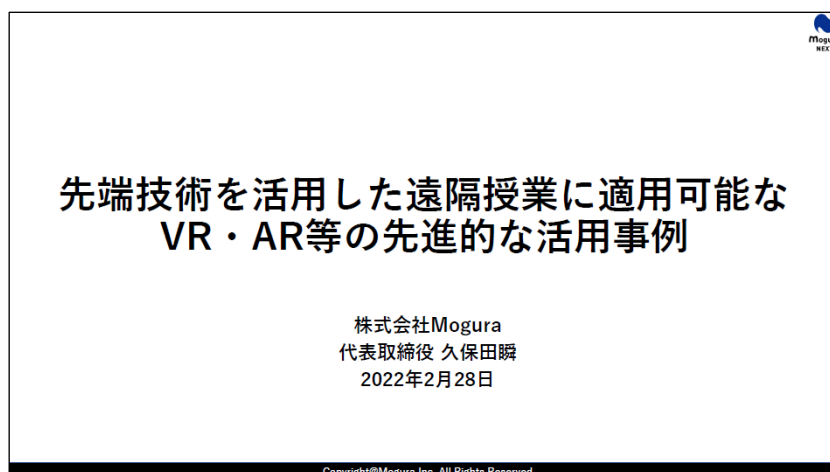 先端技術を活用した遠隔授業に適用可能な
VR・AR等の先進的な活用事例
株式会社Mogura
代表取締役 久保田瞬
2022年2月28日
Copyright@Mogura Inc. All Rights Reserved